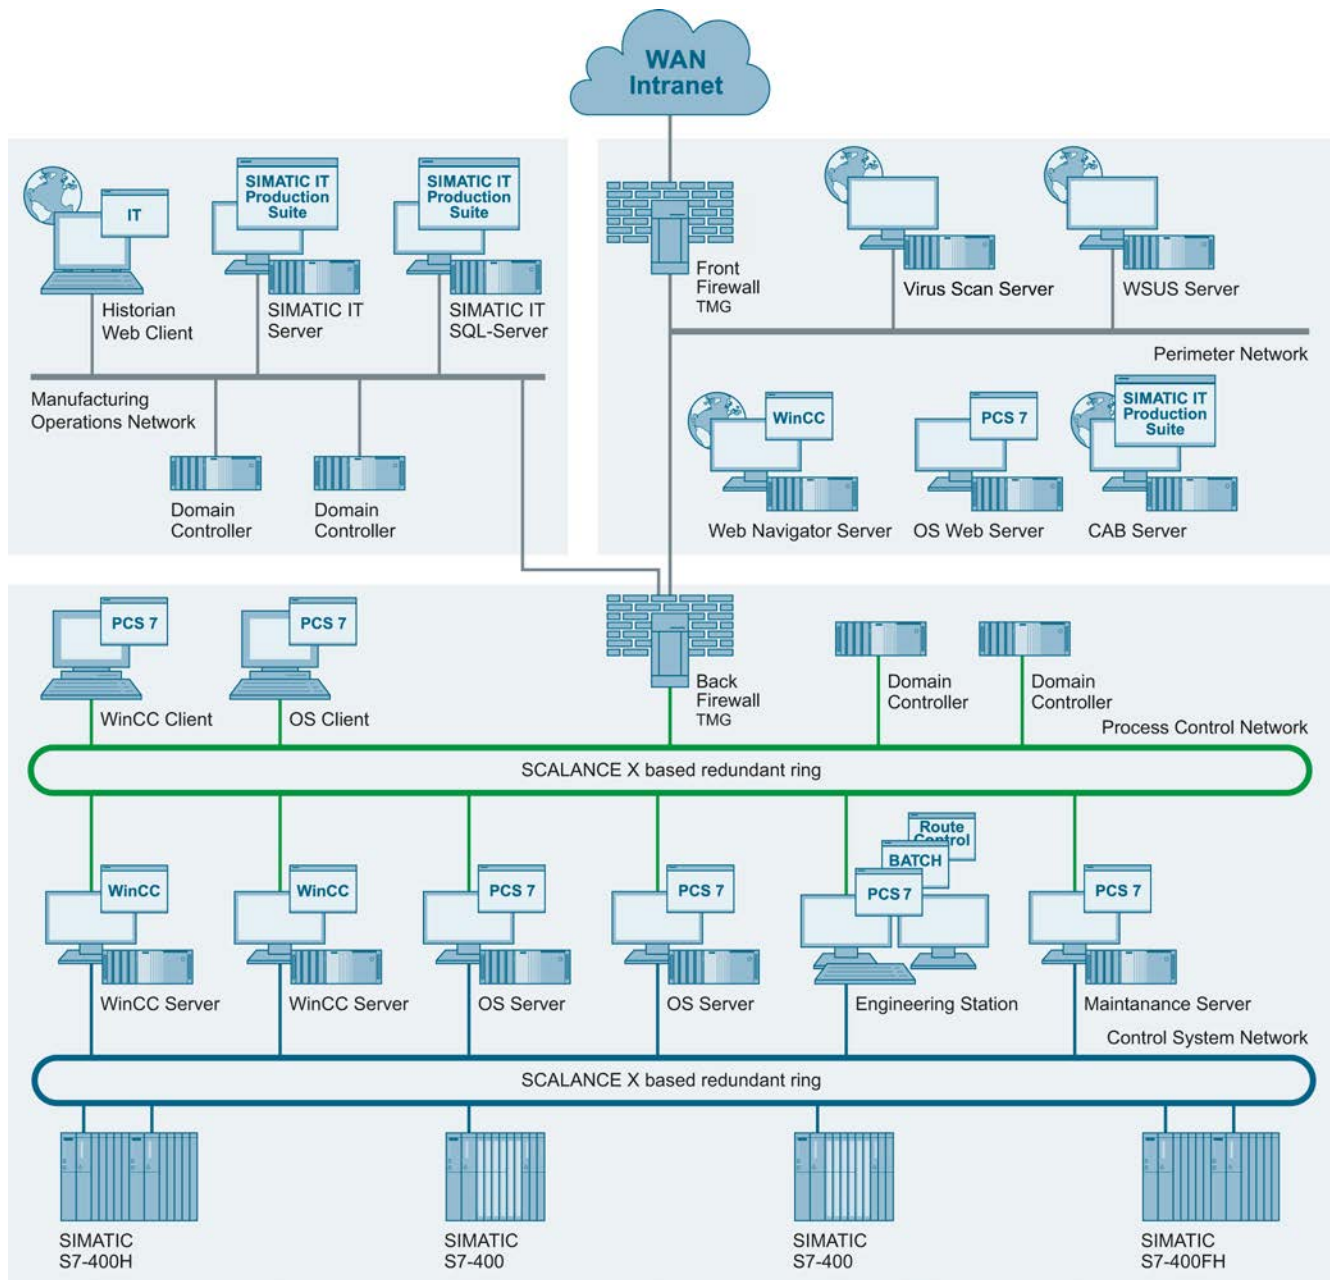 WAN
Intranet
IT
SIMATIC IT
Production
Suite
SIMATIC IT
Production
Suite
Historian
Web Client
SIMATIC IT
Server
SIMATIC IT
SQL-Server
Manufacturing
Operations Network
Domain
Controller
Domain
Controller
Front
Firewall
TMG
Virus Scan Server
WSUS Server
Perimeter Network
WinCC
PCS 7
SIMATIC IT
Production
Suite
Web Navigator Server
OS Web Server
CAB Server
PCS 7
PCS 7
WinCC Client
OS Client
Back
Firewall
TMG
Domain
Controller
Domain
Controller
Process Control Network
SCALANCE X based redundant ring
Route
Control
BATCH
WinCC
WinCC
PCS 7
PCS 7
PCS 7
PCS 7
WinCC Server
WinCC Server
OS Server
OS Server
Engineering Station
Maintanance Server
Control System Network
SCALANCE X based redundant ring
SIMATIC
S7-400H
SIMATIC
S7-400
SIMATIC
S7-400
SIMATIC
S7-400FH